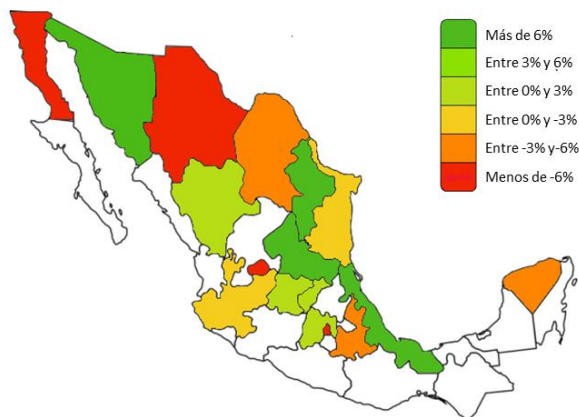 Más de 6%
Entre 3% y 6%
Entre 0% y 3%
Entre 0% y -3%
Entre -3% y -6%
Menos de -6%